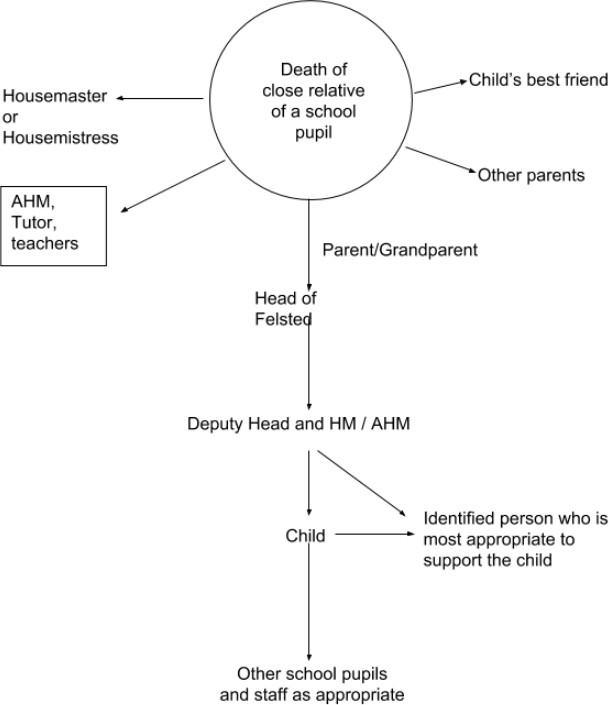 Death of
close relative
of a school
pupil
Child's best friend
Housemaster
or
Housemistress
Other parents
AHM,
Tutor,
teachers
Parent/Grandparent
Head of
Felsted
Deputy Head and HM / AHM
Child
Identified person who is
most appropriate to
support the child
Other school pupils
and staff as appropriate